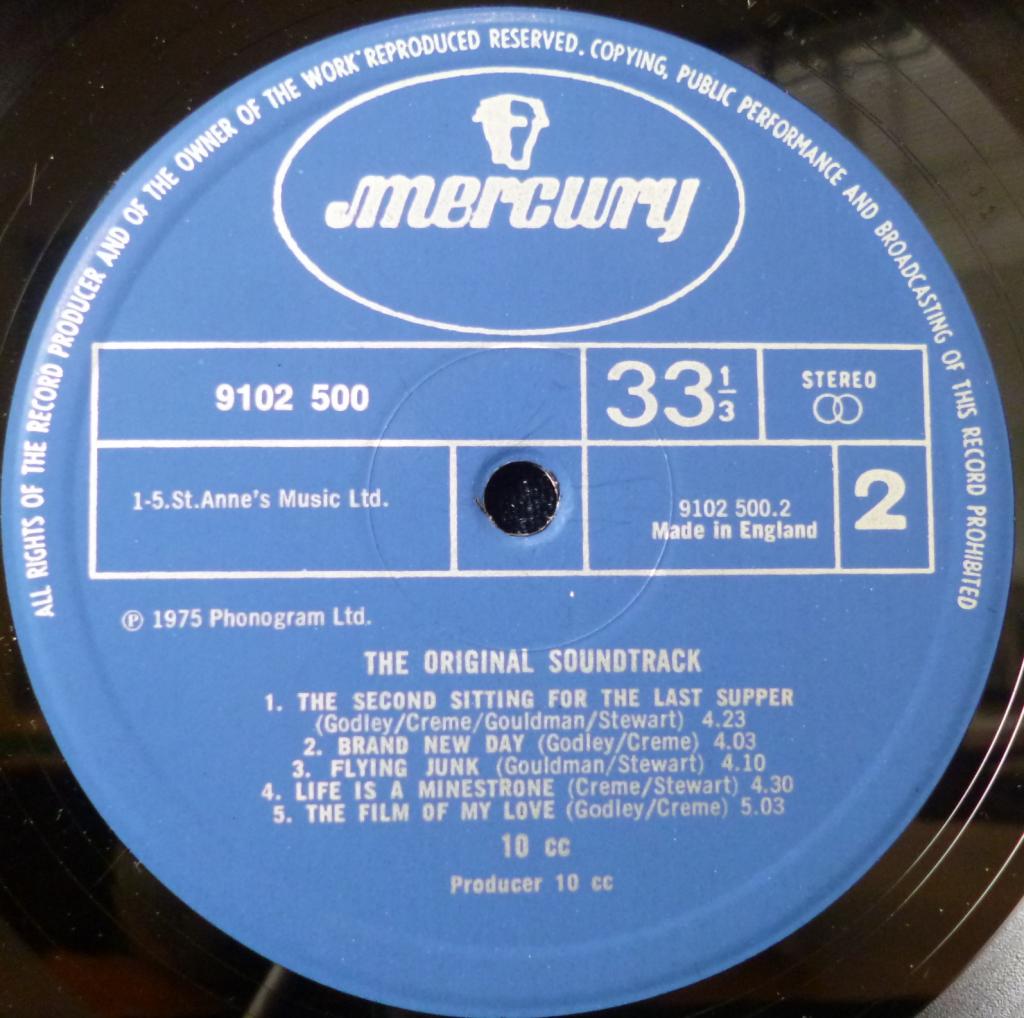 ALL RIGHTS OF THE RECORD PRODUCER AND OF THE OWNER OF THE WORK REPRODUCED RESERVED. COPYING, PUBLIC PERFORMANCE AND BROADCASTING OF THIS RECORD PROHIBITED
mercury
9102 500
33 1/3
STEREO
1-5.St.Anne's Music Ltd.
9102 500.2
Made in England
2
Ⓟ 1975 Phonogram Ltd.
THE ORIGINAL SOUNDTRACK
1. THE SECOND SITTING FOR THE LAST SUPPER
(Godley/Creme/Gouldman/Stewart) 4.23
2. BRAND NEW DAY (Godley/Creme) 4.03
3. FLYING JUNK (Gouldman/Stewart) 4.10
4. LIFE IS A MINESTRONE (Creme/Stewart) 4.30
5. THE FILM OF MY LOVE (Godley/Creme) 5.03
10 cc
Producer 10 cc